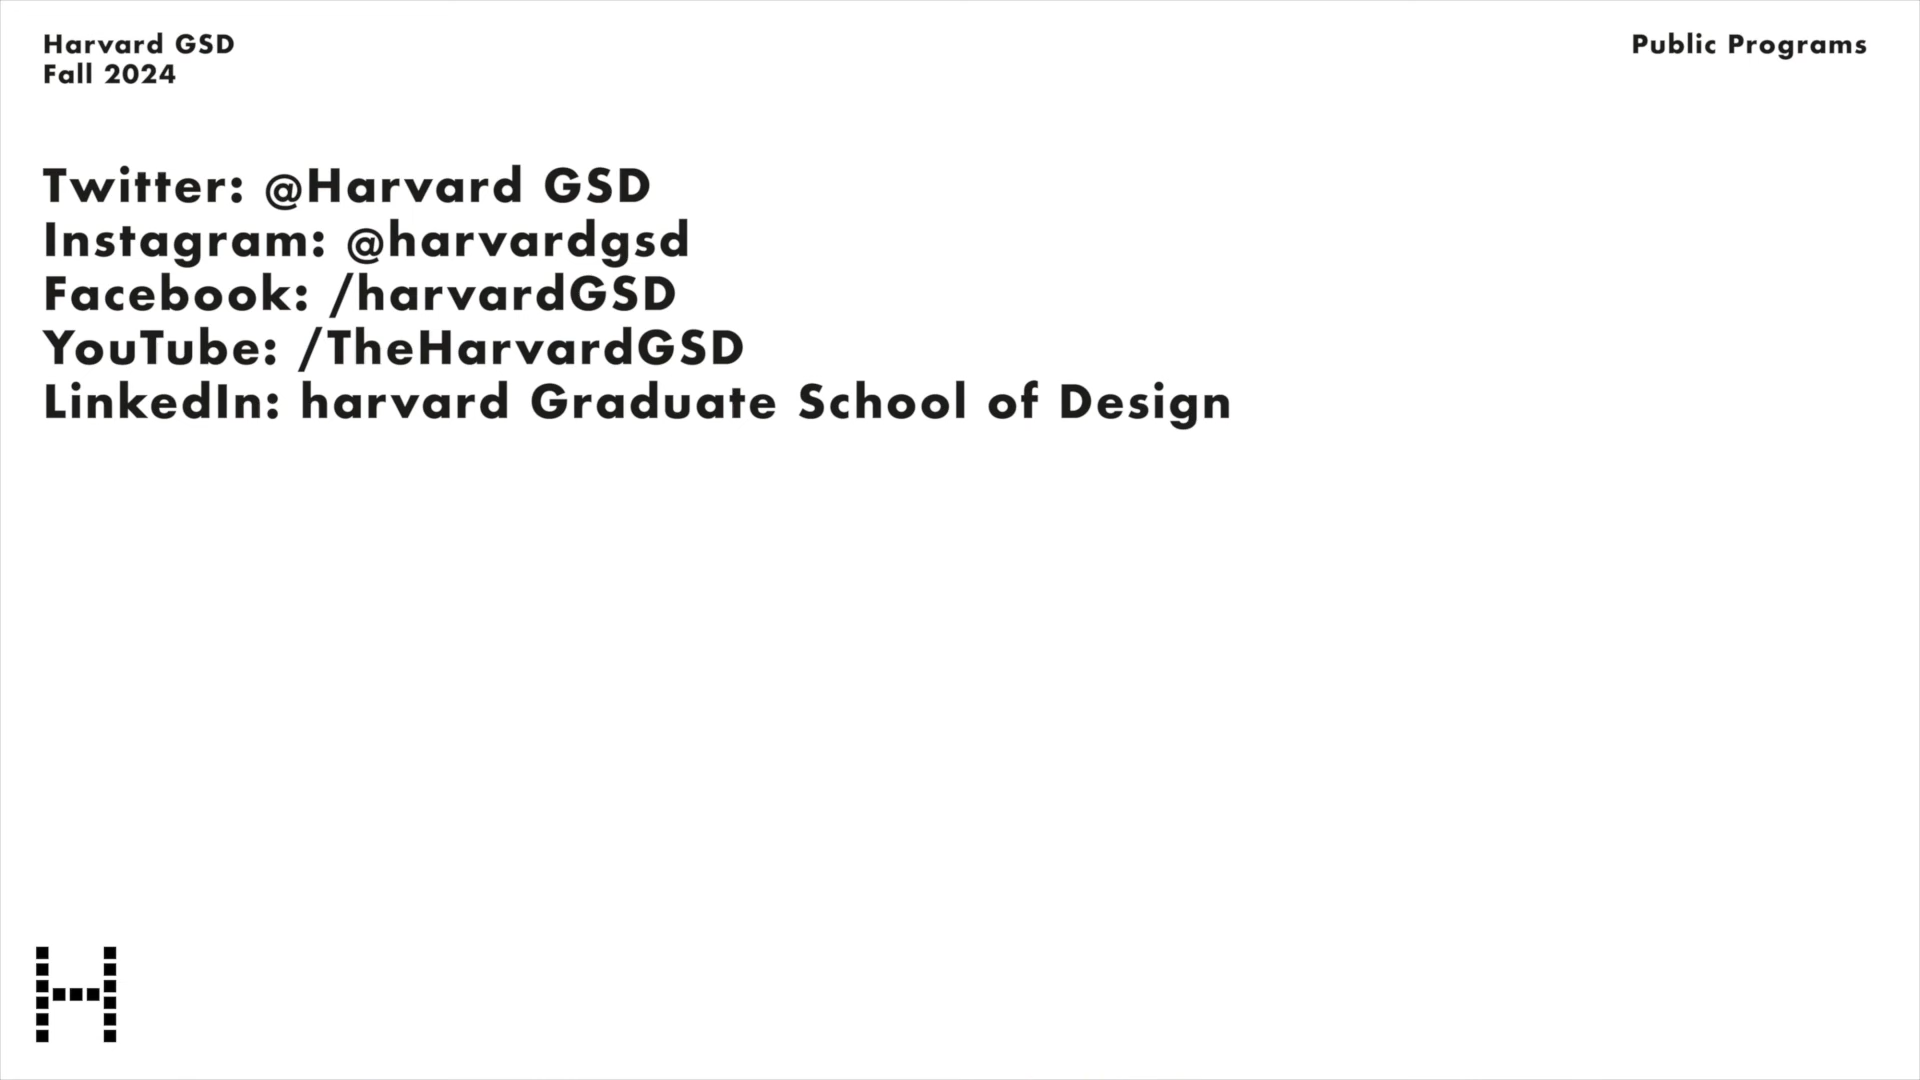 Harvard GSD
Fall 2024
Public Programs
Twitter: @Harvard GSD
Instagram: @harvardgsd
Facebook: /harvardGSD
YouTube: /TheHarvardGSD
LinkedIn: harvard Graduate School of Design
H